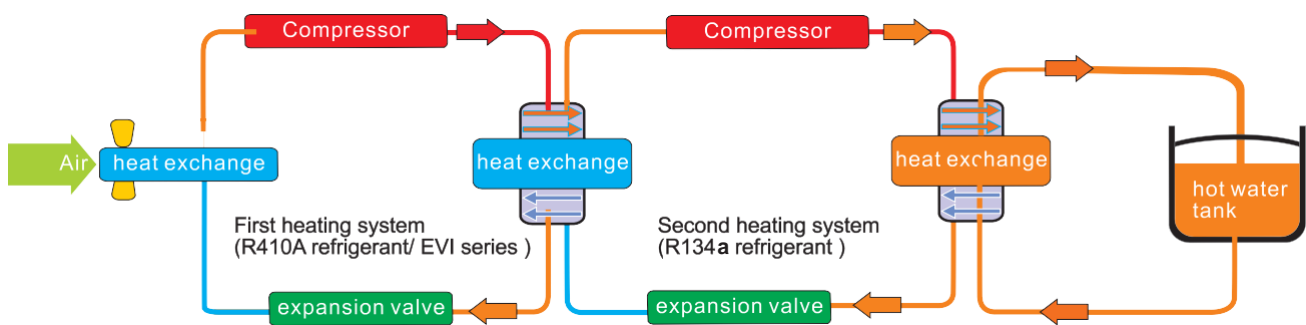 Compressor
Compressor
Air
heat exchange
heat exchange
heat exchange
hot water
tank
First heating system
(R410A refrigerant/ EVI series )
Second heating system
(R134a refrigerant )
expansion valve
expansion valve